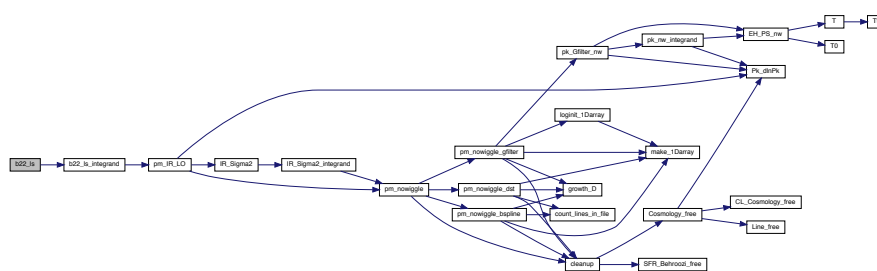 b22_ls
b22_ls_integrand
pm_IR_LO
IR_Sigma2
IR_Sigma2_integrand
pm_nowiggle
pm_nowiggle_gfilter
pm_nowiggle_dst
pm_nowiggle_bspline
pk_Gfilter_nw
loginit_1Darray
growth_D
count_lines_in_file
cleanup
pk_nw_integrand
make_1Darray
Cosmology_free
SFR_Behroozi_free
EH_PS_nw
Pk_dlnPk
CL_Cosmology_free
Line_free
T
T0